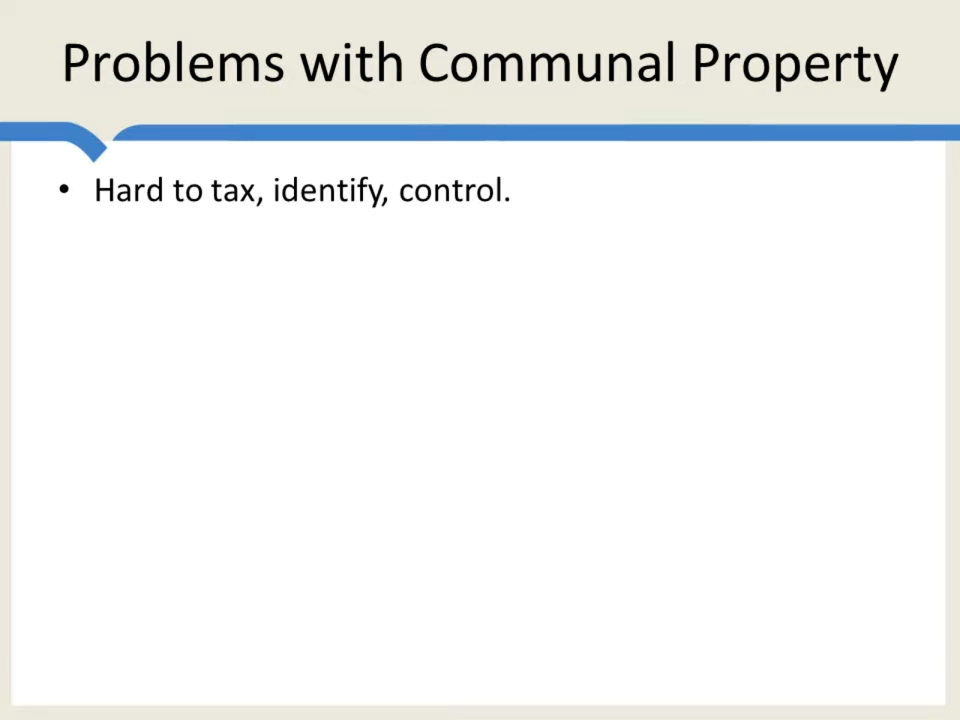 Problems with Communal Property
• Hard to tax, identify, control.